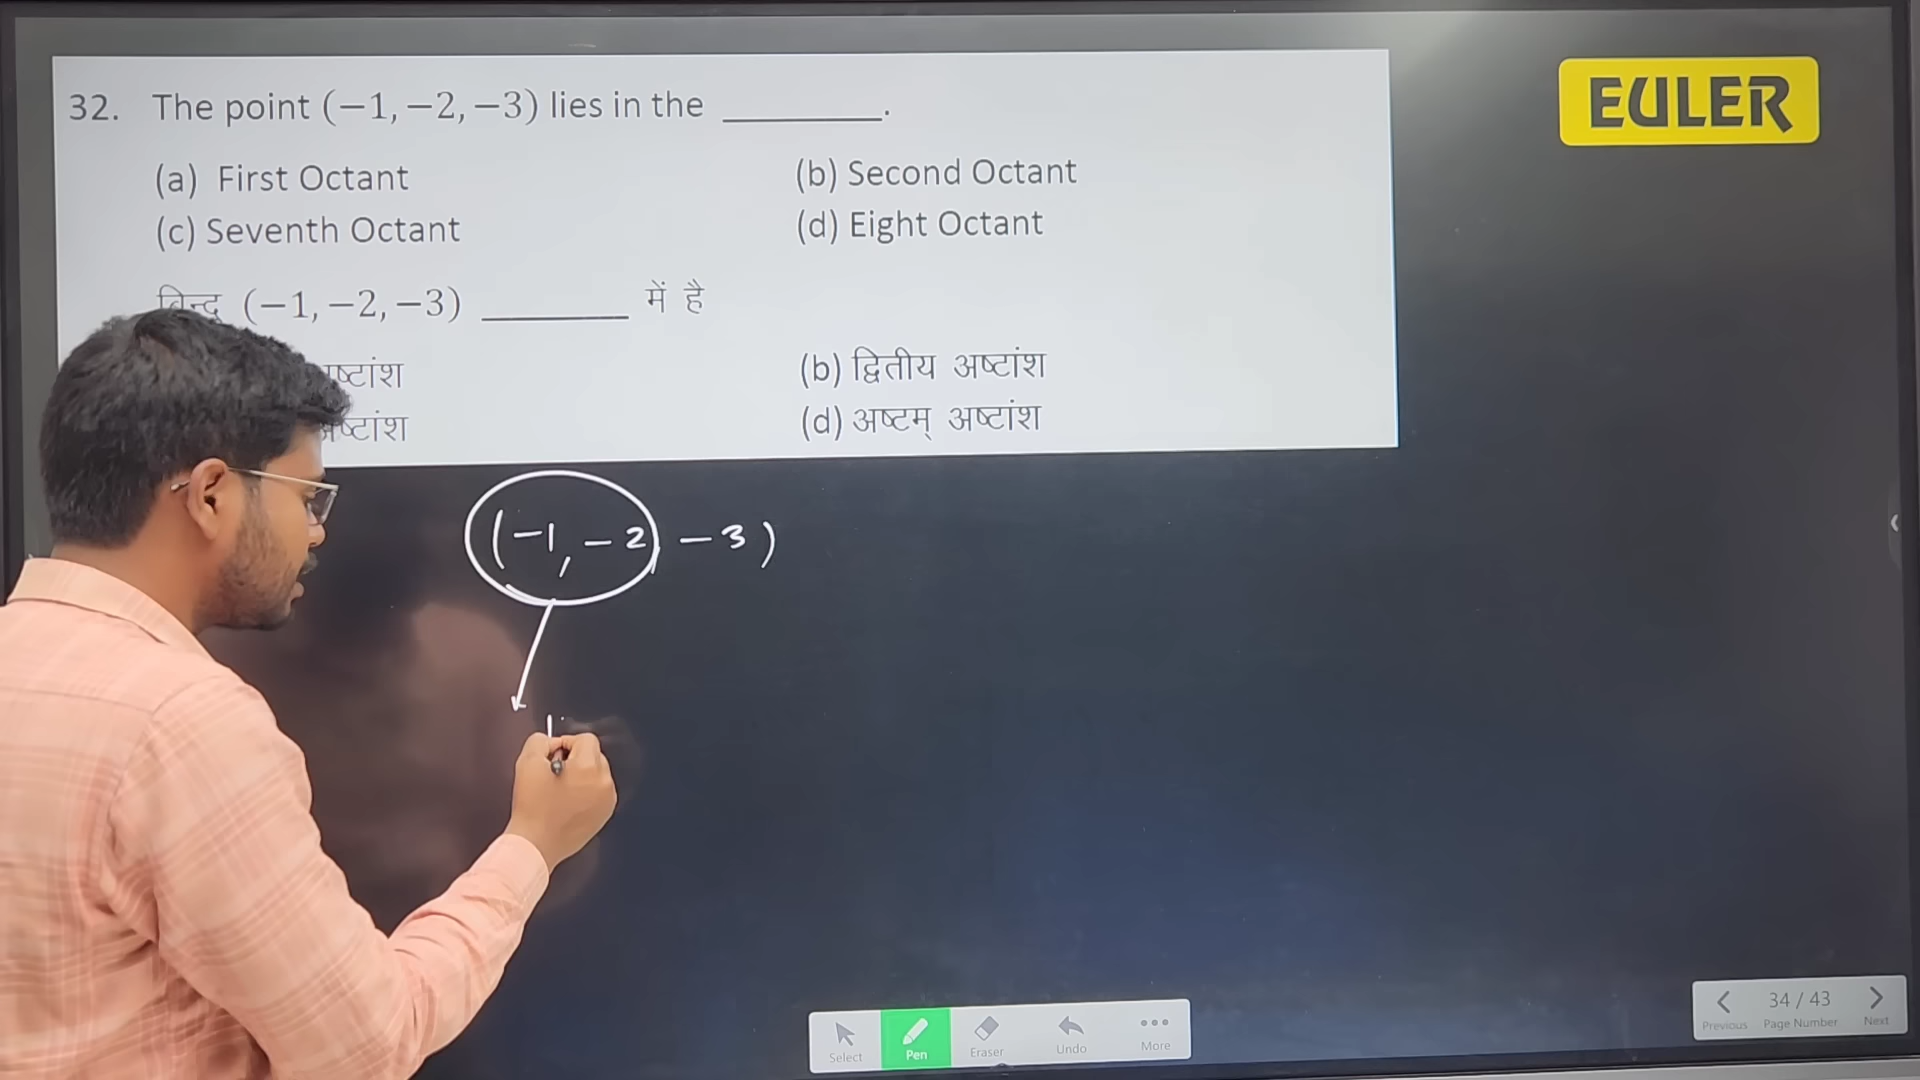 EULER
32. The point (−1, −2, −3) lies in the ________.
(a) First Octant (b) Second Octant
(c) Seventh Octant (d) Eight Octant
बिन्दु (−1, −2, −3) ________ में है
(b) द्वितीय अष्टांश
(d) अष्टम् अष्टांश
(−1, −2, −3)
34 / 43
Previous Page Number Next
Select Pen Eraser Undo More